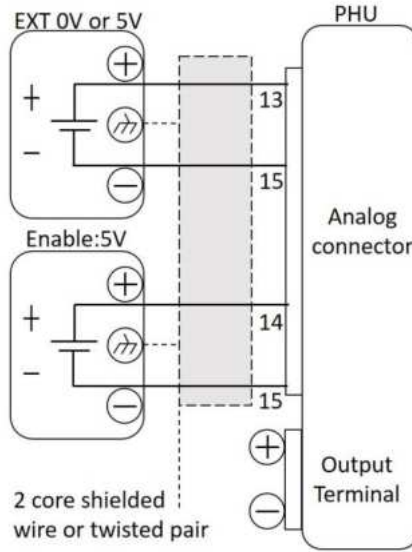 EXT 0V or 5V
PHU
+
13
-
15
Analog
connector
Enable:5V
+
14
-
15
Output
Terminal
2 core shielded
wire or twisted pair